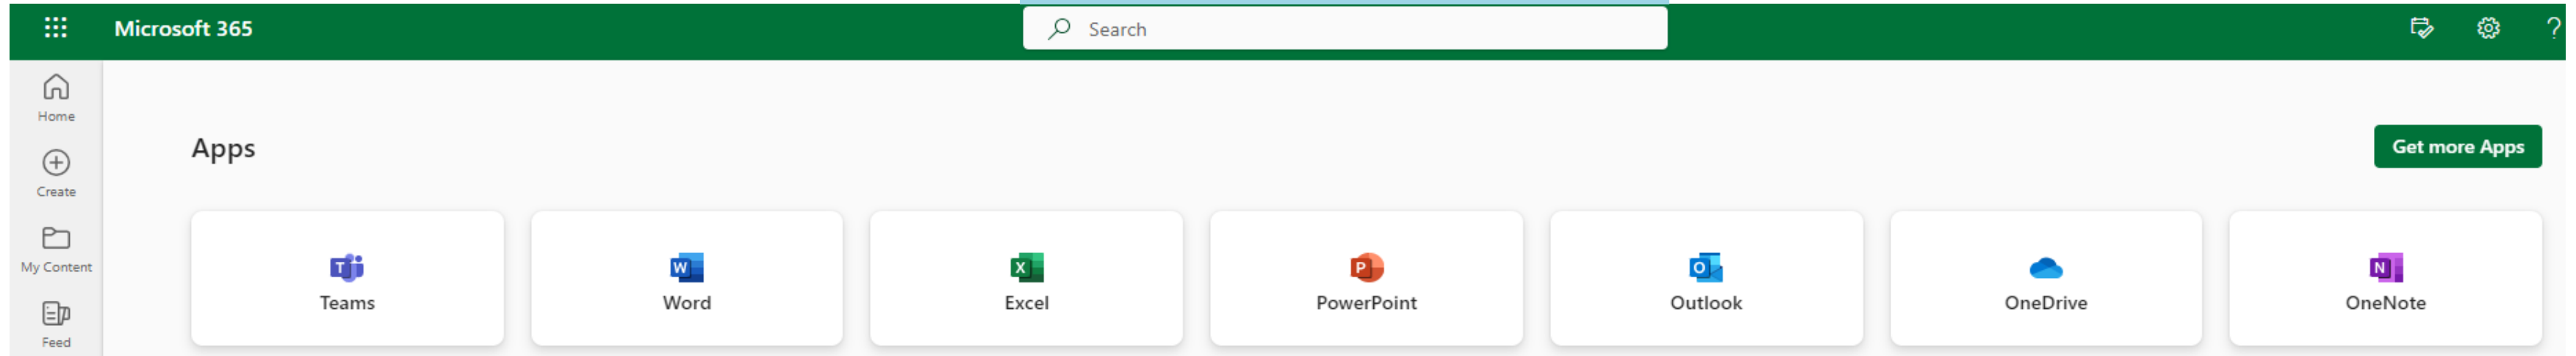 Microsoft 365
Search
?
Home
Create
My Content
Feed
Apps
Get more Apps
Teams
Word
Excel
PowerPoint
Outlook
OneDrive
OneNote